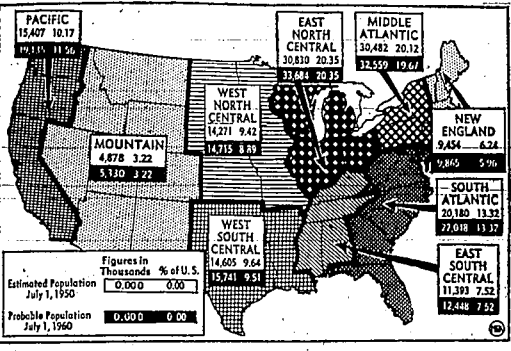 PACIFIC
15,407 10.17
19,135 11.56
EAST
NORTH
CENTRAL
30,830 20.35
33,684 20.35
MIDDLE
ATLANTIC
30,482 20.12
32,559 19.67
WEST
NORTH
CENTRAL
14,271 9.42
14,715 8.89
MOUNTAIN
4,878 3.22
5,330 3.22
NEW
ENGLAND
9,454 6.24
9,865 5.96
SOUTH
ATLANTIC
20,180 13.32
22,018 13.37
WEST
SOUTH
CENTRAL
14,605 9.64
15,741 9.51
EAST
SOUTH
CENTRAL
11,393 7.52
12,448 7.52
Figures in
Thousands % of U.S.
Estimated Population
July 1, 1950
0,000 0.00
Probable Population
July 1, 1960
0,000 0.00